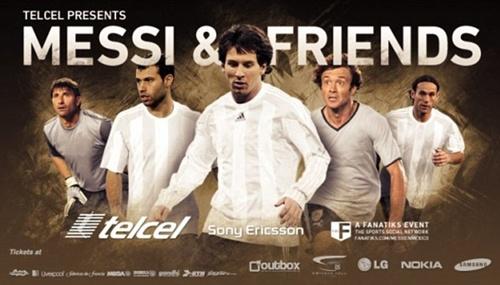 TELCEL PRESENTS
MESSI & FRIENDS
telcel
Sony Ericsson
A FANATIKS EVENT
THE SPORTS SOCIAL NETWORK
Tickets at
Liverpool
outbox
LG
NOKIA
SAMSUNG